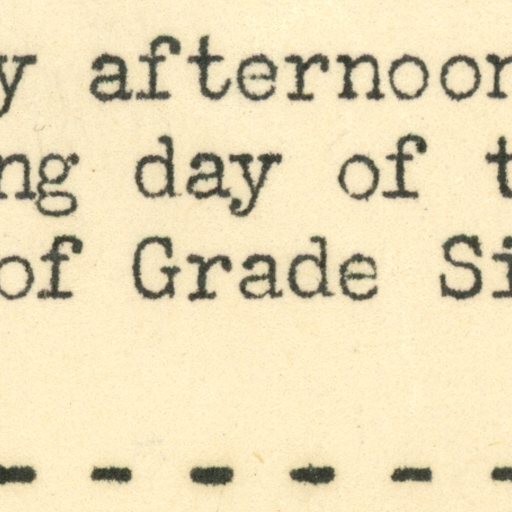 y afternoon
ng day of t
of Grade Si
- - - - - -